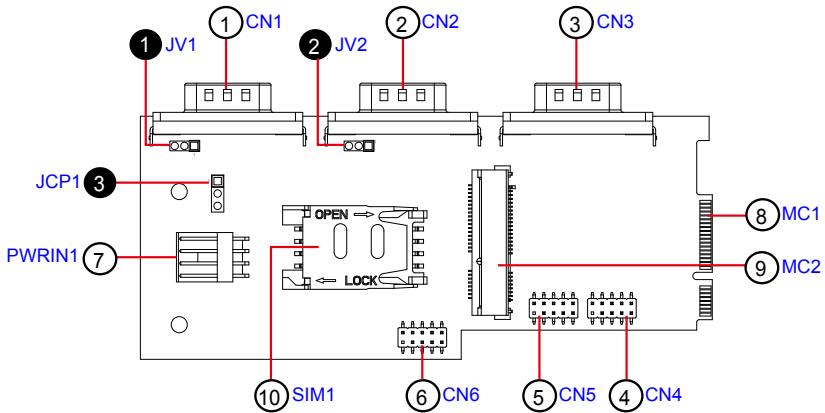 1 CN1
2 CN2
3 CN3
1 JV1
2 JV2
JCP1 3
OPEN
8 MC1
PWRIN1 7
9 MC2
LOCK
10 SIM1
6 CN6
5 CN5
4 CN4